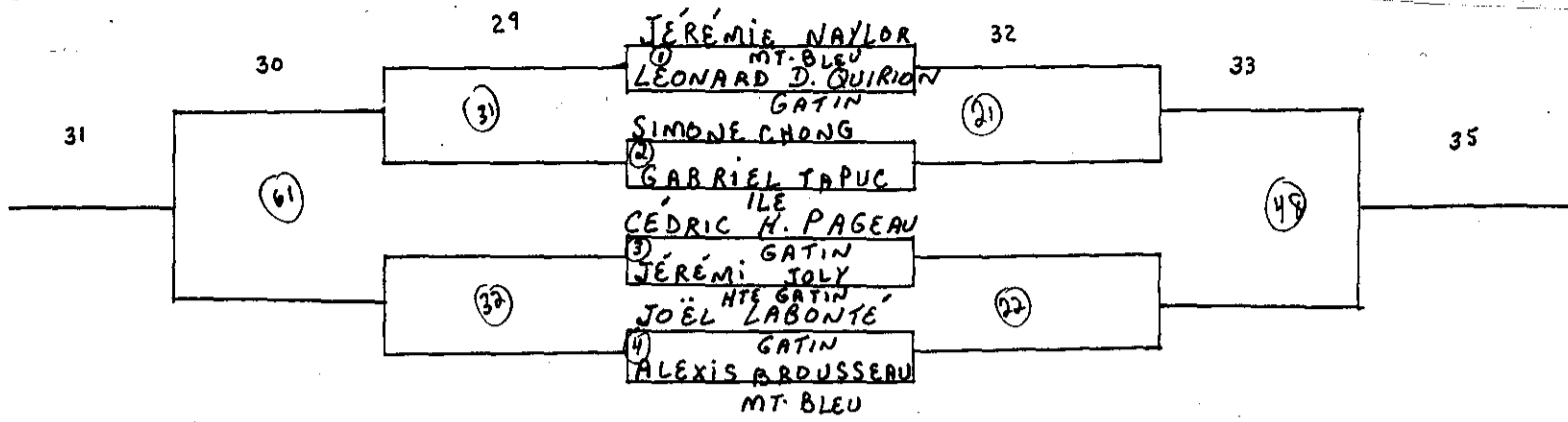 29
32
30
33
31
35
JÉRÉMIE NAYLOR
① MT. BLEU
LÉONARD D. QUIRION
GATIN
㉛
㉑
SIMONE CHONG
②
GABRIEL TAPUC
ILE
61
48
CÉDRIC H. PAGEAU
③ GATIN
JÉRÉMI JOLY
HTE GATIN
㉜
㉒
JOËL LABONTÉ
④ GATIN
ALEXIS BROUSSEAU
MT. BLEU